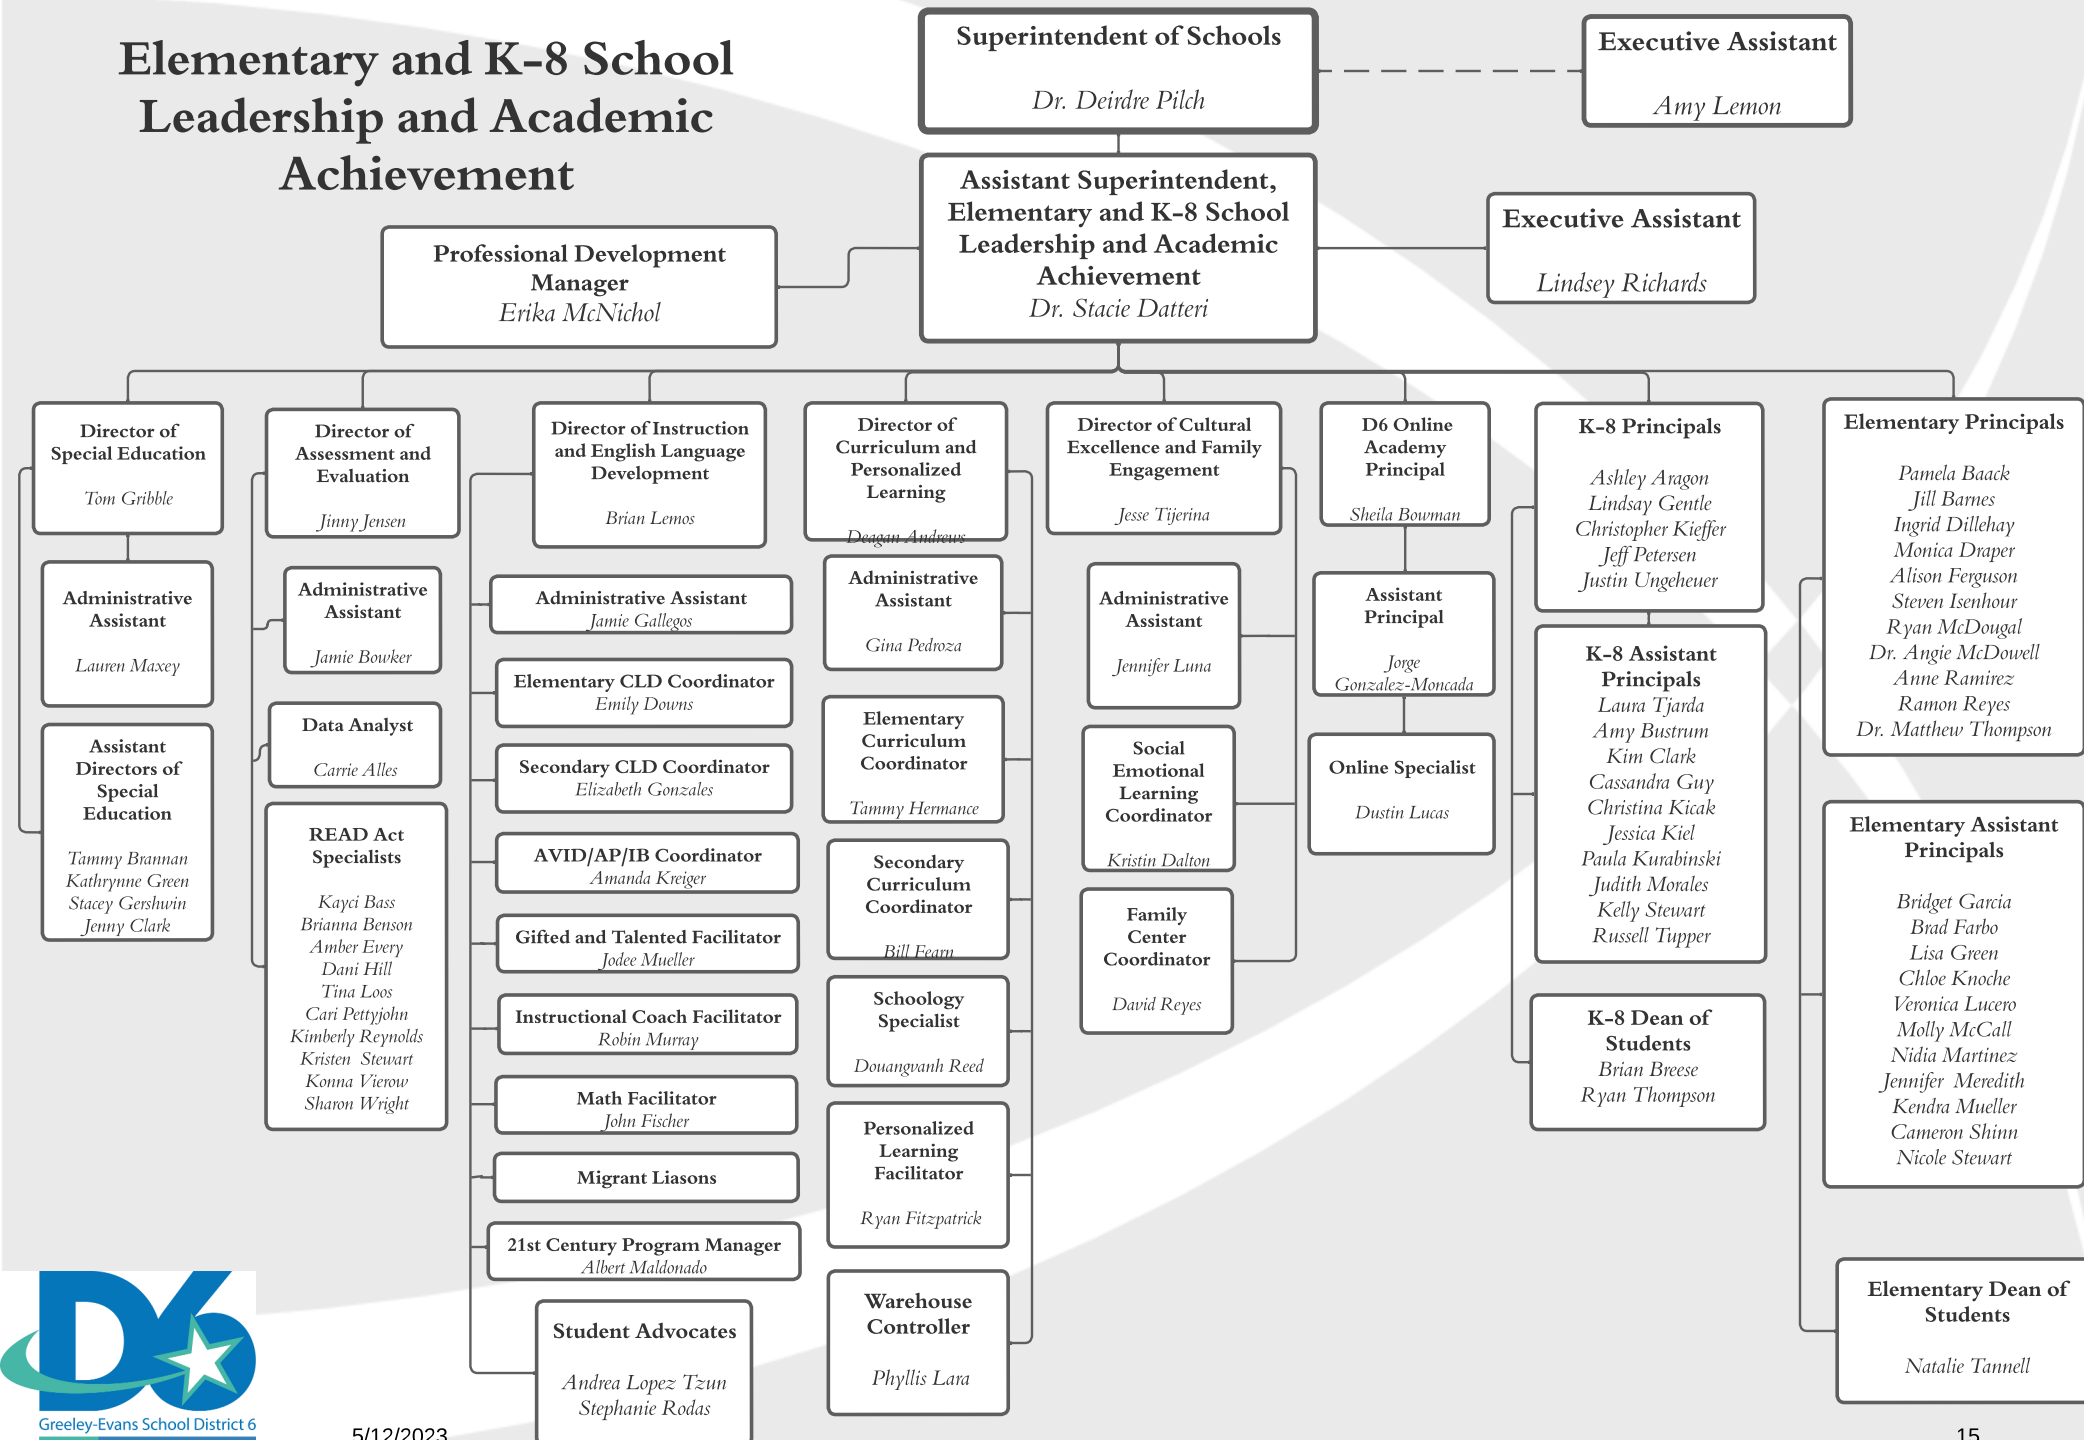 Elementary and K-8 School
Leadership and Academic
Achievement
Superintendent of Schools
Dr. Deirdre Pilch
Executive Assistant
Amy Lemon
Assistant Superintendent,
Elementary and K-8 School
Leadership and Academic
Achievement
Dr. Stacie Datteri
Professional Development
Manager
Erika McNichol
Executive Assistant
Lindsey Richards
Director of
Special Education
Tom Gribble
Administrative
Assistant
Lauren Maxey
Assistant
Directors of
Special
Education
Tammy Brannan
Kathrynne Green
Stacey Gershwin
Jenny Clark
Director of
Assessment and
Evaluation
Jinny Jensen
Administrative
Assistant
Jamie Bowker
Data Analyst
Carrie Alles
READ Act
Specialists
Kayci Bass
Brianna Benson
Amber Every
Dani Hill
Tina Loos
Cari Pettyjohn
Kimberly Reynolds
Kristen  Stewart
Konna Vierow
Sharon Wright
Director of Instruction
and English Language
Development
Brian Lemos
Administrative Assistant
Jamie Gallegos
Elementary CLD Coordinator
Emily Downs
Secondary CLD Coordinator
Elizabeth Gonzales
AVID/AP/IB Coordinator
Amanda Kreiger
Gifted and Talented Facilitator
Jodee Mueller
Instructional Coach Facilitator
Robin Murray
Math Facilitator
John Fischer
Migrant Liasons
21st Century Program Manager
Albert Maldonado
Student Advocates
Andrea Lopez Tzun
Stephanie Rodas
Director of
Curriculum and
Personalized
Learning
Deagan Andrews
Administrative
Assistant
Gina Pedroza
Elementary
Curriculum
Coordinator
Tammy Hermance
Secondary
Curriculum
Coordinator
Bill Fearn
Schoology
Specialist
Douangvanh Reed
Personalized
Learning
Facilitator
Ryan Fitzpatrick
Warehouse
Controller
Phyllis Lara
Director of Cultural
Excellence and Family
Engagement
Jesse Tijerina
Administrative
Assistant
Jennifer Luna
Social
Emotional
Learning
Coordinator
Kristin Dalton
Family
Center
Coordinator
David Reyes
D6 Online
Academy
Principal
Sheila Bowman
Assistant
Principal
Jorge
Gonzalez-Moncada
Online Specialist
Dustin Lucas
K-8 Principals
Ashley Aragon
Lindsay Gentle
Christopher Kieffer
Jeff Petersen
Justin Ungeheuer
K-8 Assistant
Principals
Laura Tjarda
Amy Bustrum
Kim Clark
Cassandra Guy
Christina Kicak
Jessica Kiel
Paula Kurabinski
Judith Morales
Kelly Stewart
Russell Tupper
K-8 Dean of
Students
Brian Breese
Ryan Thompson
Elementary Principals
Pamela Baack
Jill Barnes
Ingrid Dillehay
Monica Draper
Alison Ferguson
Steven Isenhour
Ryan McDougal
Dr. Angie McDowell
Anne Ramirez
Ramon Reyes
Dr. Matthew Thompson
Elementary Assistant
Principals
Bridget Garcia
Brad Farbo
Lisa Green
Chloe Knoche
Veronica Lucero
Molly McCall
Nidia Martinez
Jennifer  Meredith
Kendra Mueller
Cameron Shinn
Nicole Stewart
Elementary Dean of
Students
Natalie Tannell
D6
Greeley-Evans School District 6
5/12/2023
15